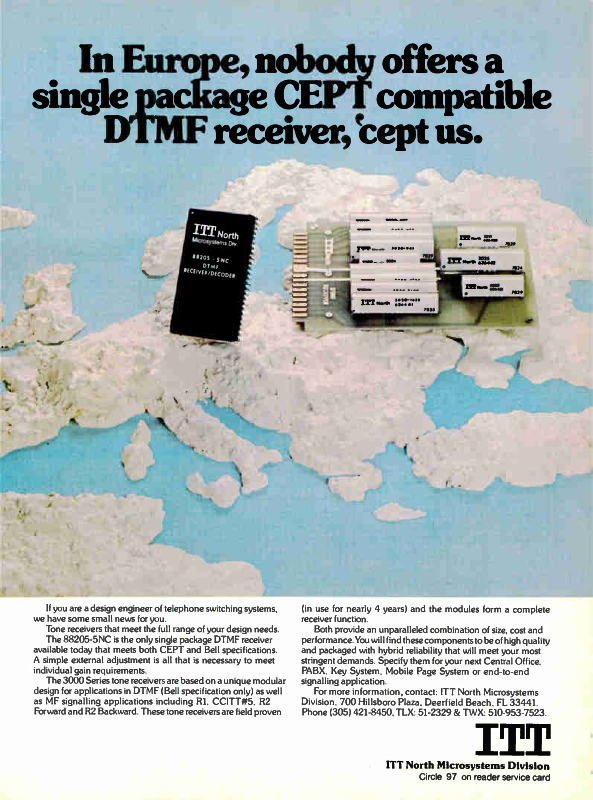 In Europe, nobody offers a
single package CEPT compatible
DTMF receiver, 'cept us.
ITT North
Microsystems Div.
88205-5NC
DTMF
RECEIVER/DECODER
ITT North
ITT North
ITT North
ITT North
If you are a design engineer of telephone switching systems,
we have some small news for you.
Tone receivers that meet the full range of your design needs.
The 88205-5NC is the only single package DTMF receiver
available today that meets both CEPT and Bell specifications.
A simple external adjustment is all that is necessary to meet
individual gain requirements.
The 3000 Series tone receivers are based on a unique modular
design for applications in DTMF (Bell specification only) as well
as MF signalling applications including R1, CCITT#5, R2
Forward and R2 Backward. These tone receivers are field proven
(in use for nearly 4 years) and the modules form a complete
receiver function.
Both provide an unparalleled combination of size, cost and
performance. You will find these components to be of high quality
and packaged with hybrid reliability that will meet your most
stringent demands. Specify them for your next Central Office,
PABX, Key System, Mobile Page System or end-to-end
signalling application.
For more information, contact: ITT North Microsystems
Division, 700 Hillsboro Plaza, Deerfield Beach, FL 33441.
Phone (305) 421-8450, TLX: 51-2329 & TWX: 510-953-7523.
ITT
ITT North Microsystems Division
Circle 97 on reader service card